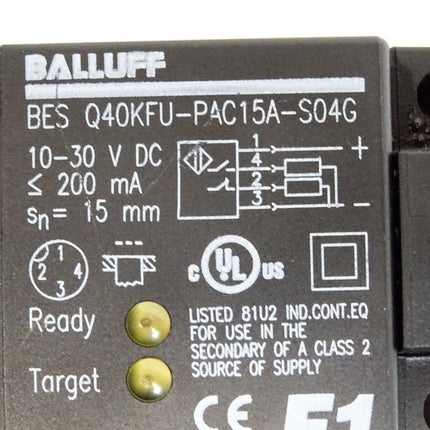 BALLUFF
BES Q40KFU-PAC15A-S04G
10-30 V DC
≤ 200 mA
sn= 15 mm
1 +
4
2
3 −
1
2 4
3
c UL us
Ready
Target
LISTED 81U2 IND.CONT.EQ
FOR USE IN THE
SECONDARY OF A CLASS 2
SOURCE OF SUPPLY
CE